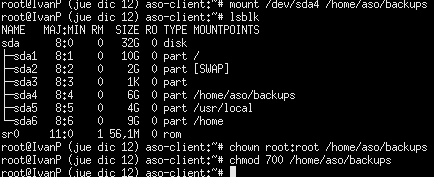 root@IvanP (jue dic 12) aso-client:~# mount /dev/sda4 /home/aso/backups
root@IvanP (jue dic 12) aso-client:~# lsblk
NAME   MAJ:MIN RM  SIZE RO TYPE MOUNTPOINTS
sda      8:0    0   32G  0 disk
├─sda1   8:1    0   10G  0 part /
├─sda2   8:2    0    2G  0 part [SWAP]
├─sda3   8:3    0    1K  0 part
├─sda4   8:4    0    6G  0 part /home/aso/backups
├─sda5   8:5    0    4G  0 part /usr/local
└─sda6   8:6    0    9G  0 part /home
sr0     11:0    1 56,1M  0 rom
root@IvanP (jue dic 12) aso-client:~# chown root:root /home/aso/backups
root@IvanP (jue dic 12) aso-client:~# chmod 700 /home/aso/backups
root@IvanP (jue dic 12) aso-client:~#